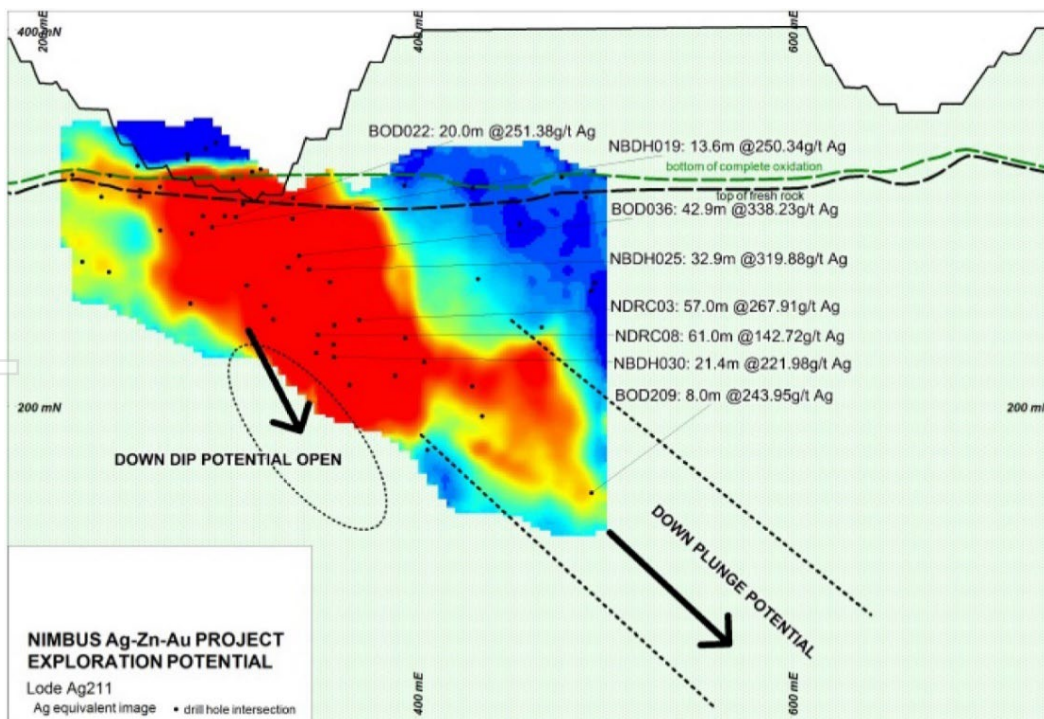 400 mN
200 mE
400 mE
600 mE
BOD022: 20.0m @251.38g/t Ag
NBDH019: 13.6m @250.34g/t Ag
bottom of complete oxidation
top of fresh rock
BOD036: 42.9m @338.23g/t Ag
NBDH025: 32.9m @319.88g/t Ag
NDRC03: 57.0m @267.91g/t Ag
NDRC08: 61.0m @142.72g/t Ag
NBDH030: 21.4m @221.98g/t Ag
BOD209: 8.0m @243.95g/t Ag
200 mN
200 mN
DOWN DIP POTENTIAL OPEN
DOWN PLUNGE POTENTIAL
NIMBUS Ag-Zn-Au PROJECT
EXPLORATION POTENTIAL
Lode Ag211
Ag equivalent image • drill hole intersection
400 mE
600 mE